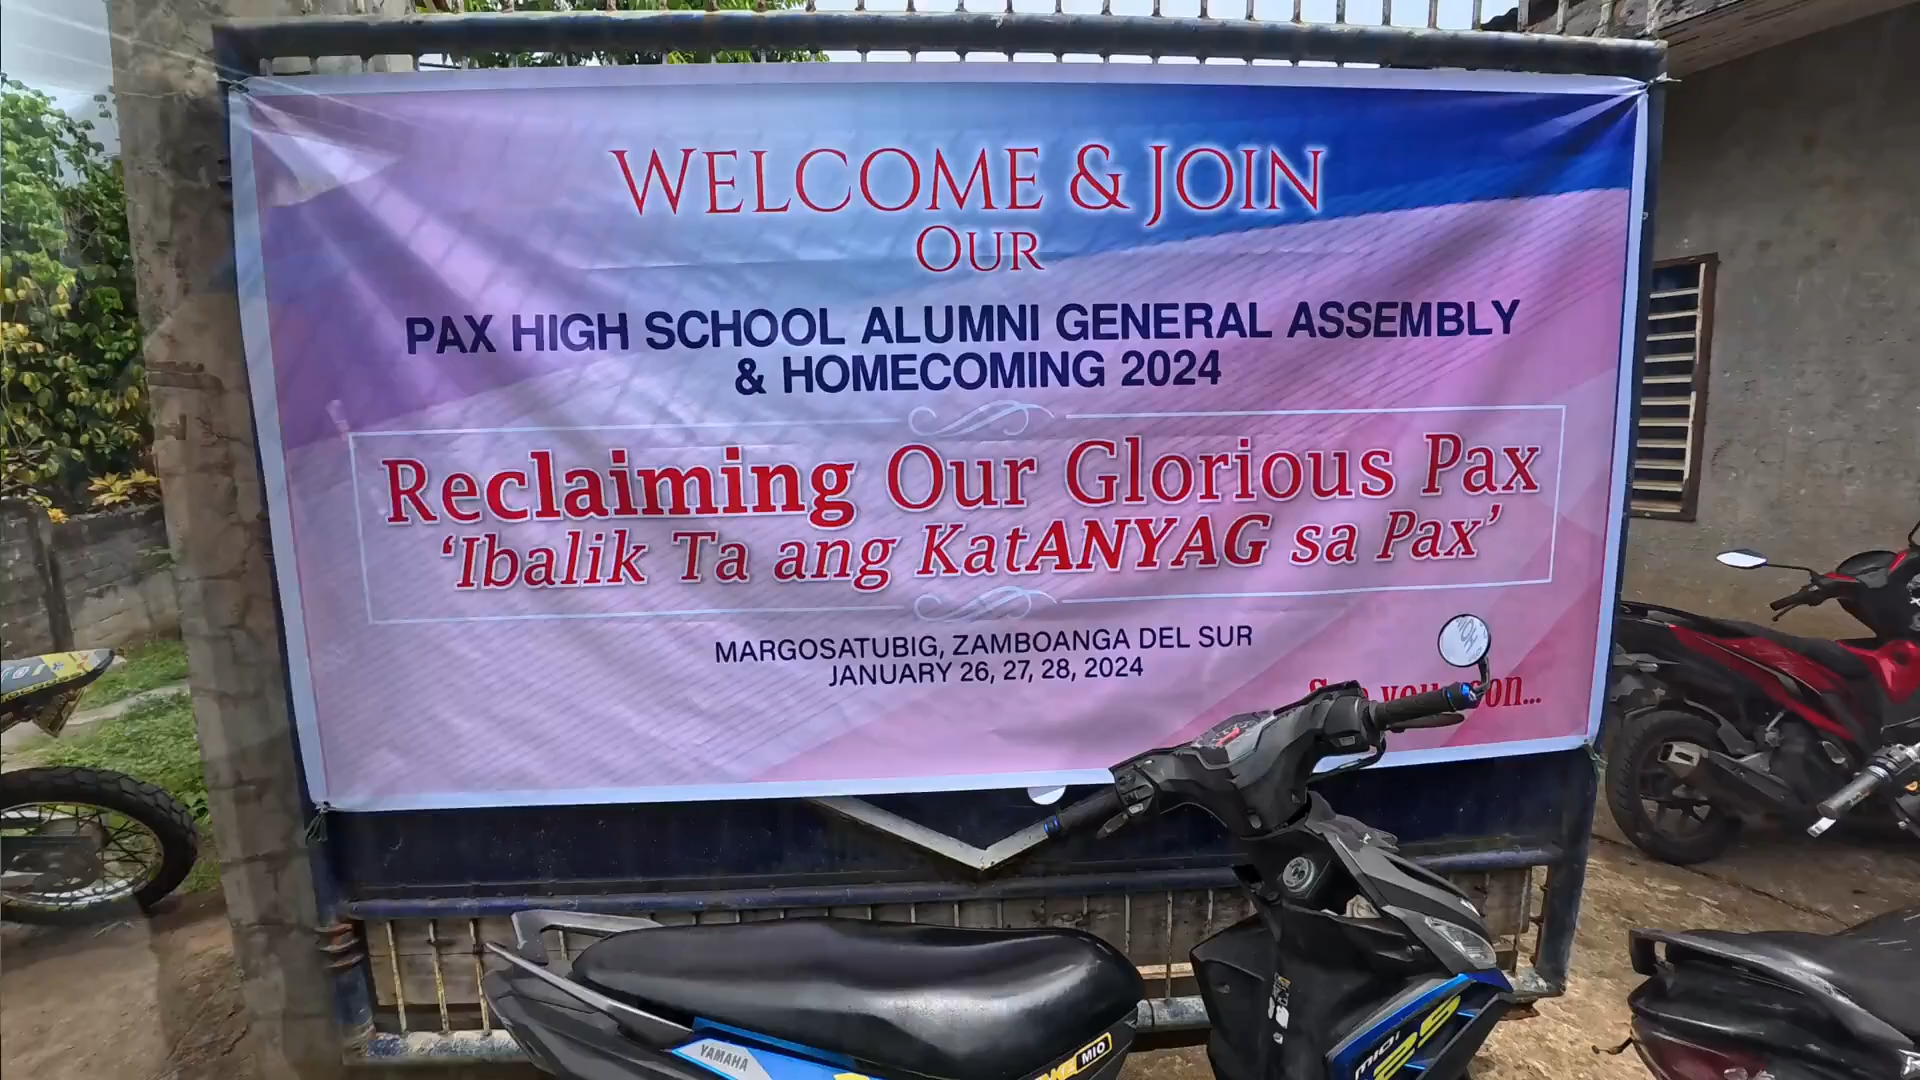 WELCOME & JOIN
OUR
PAX HIGH SCHOOL ALUMNI GENERAL ASSEMBLY
& HOMECOMING 2024
Reclaiming Our Glorious Pax
‘Ibalik Ta ang KatANYAG sa Pax’
MARGOSATUBIG, ZAMBOANGA DEL SUR
JANUARY 26, 27, 28, 2024
YAMAHA
MIO